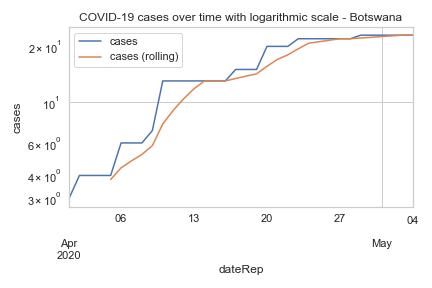 COVID-19 cases over time with logarithmic scale - Botswana
cases
cases (rolling)
2 × 10¹
10¹
6 × 10⁰
4 × 10⁰
3 × 10⁰
cases
06
13
20
27
04
Apr
2020
May
dateRep